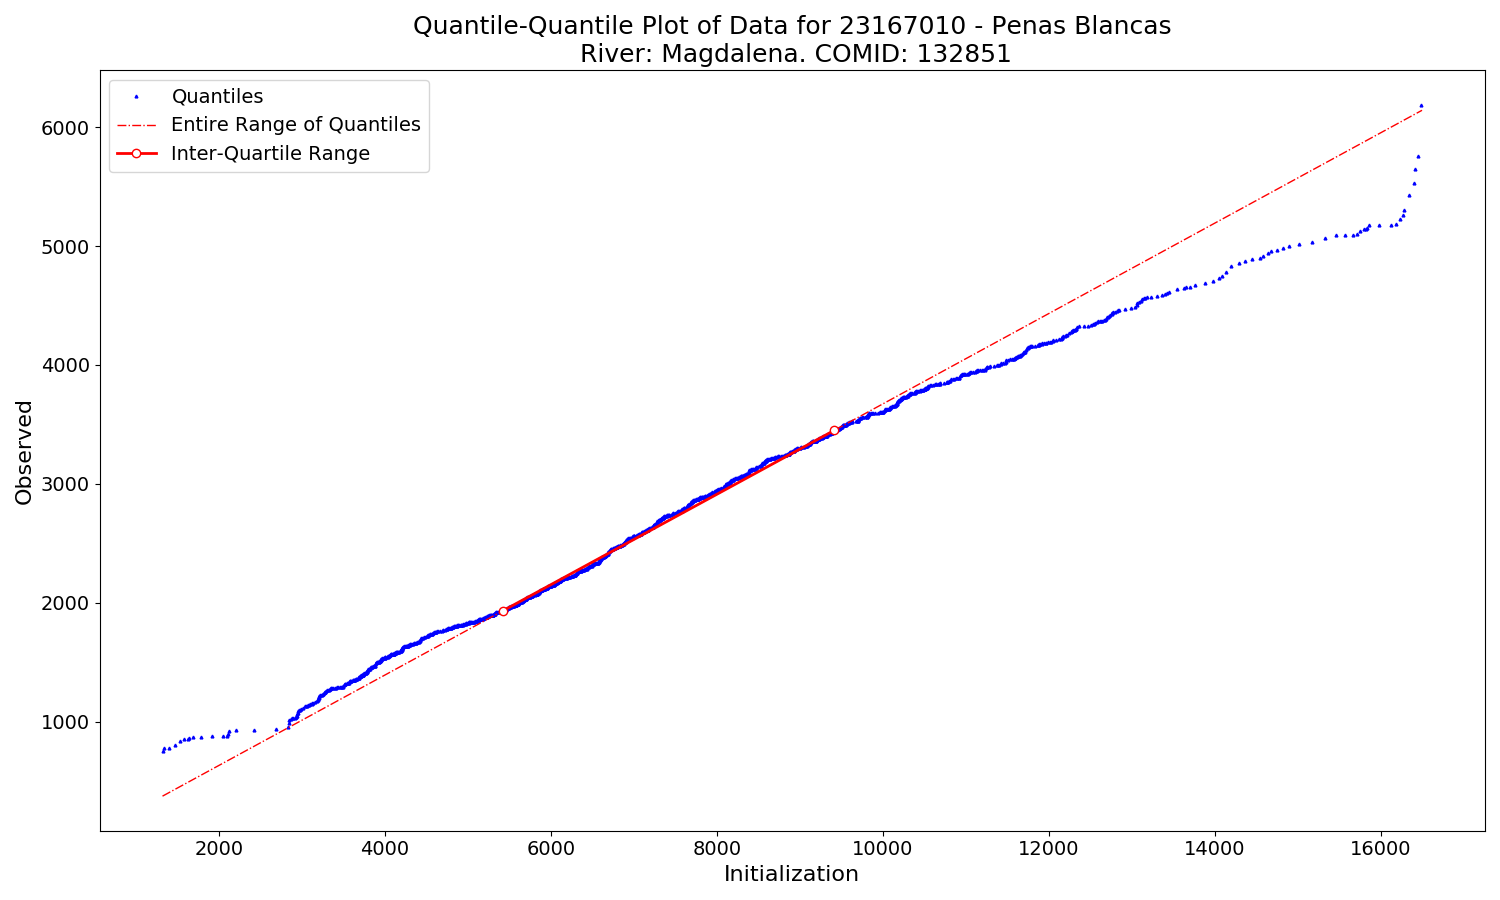 Quantile-Quantile Plot of Data for 23167010 - Penas Blancas
River: Magdalena. COMID: 132851
Quantiles
Entire Range of Quantiles
Inter-Quartile Range
6000
5000
4000
3000
2000
1000
Observed
2000 4000 6000 8000 10000 12000 14000 16000
Initialization